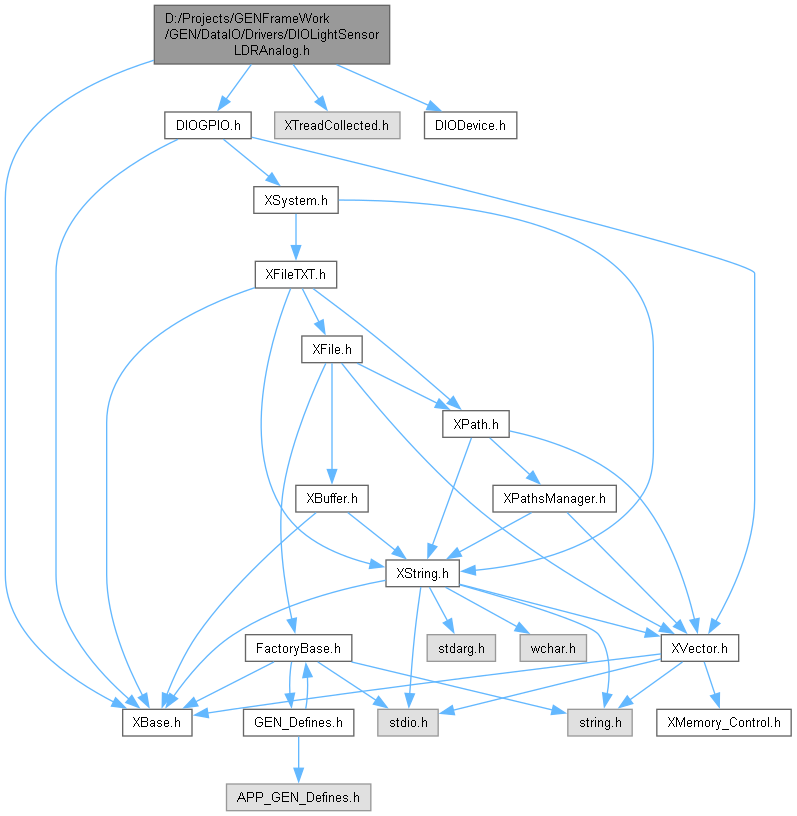 D:/Projects/GENFrameWork
/GEN/DataIO/Drivers/DIOLightSensor
LDRAnalog.h
DIOGPIO.h
XTreadCollected.h
DIODevice.h
XSystem.h
XFileTXT.h
XFile.h
XPath.h
XBuffer.h
XPathsManager.h
XString.h
FactoryBase.h
stdarg.h
wchar.h
XVector.h
XBase.h
GEN_Defines.h
stdio.h
string.h
XMemory_Control.h
APP_GEN_Defines.h